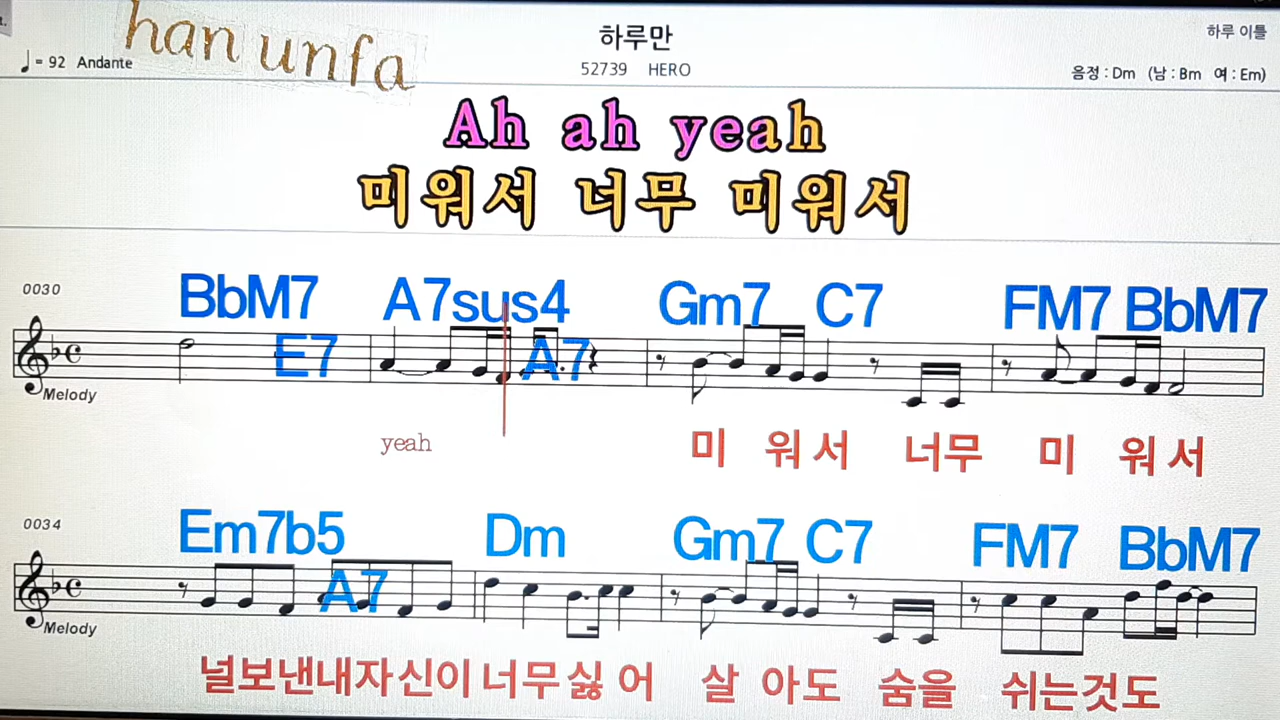 han unfa
하루만
하루 이틀
♩= 92 Andante
52739 HERO
음정 : Dm (남 : Bm 여 : Em)
Ah ah yeah
미워서 너무 미워서
0030
BbM7 E7 A7sus4 A7 Gm7 C7 FM7 BbM7
Melody
yeah 미 워서 너무 미 워서
0034
Em7b5 A7 Dm Gm7 C7 FM7 BbM7
Melody
널보낸내자신이 너무싫 어 살 아도 숨을 쉬는것도